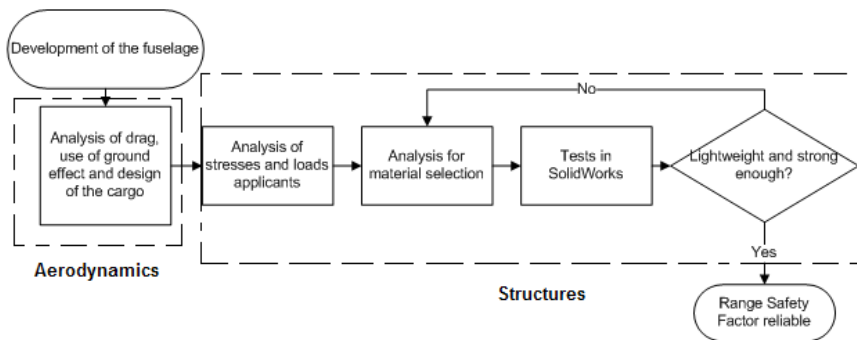 Development of the fuselage
Analysis of drag,
use of ground
effect and design
of the cargo
Aerodynamics
Analysis of
stresses and loads
applicants
Analysis for
material selection
Tests in
SolidWorks
Lightweight and strong
enough?
No
Yes
Structures
Range Safety
Factor reliable